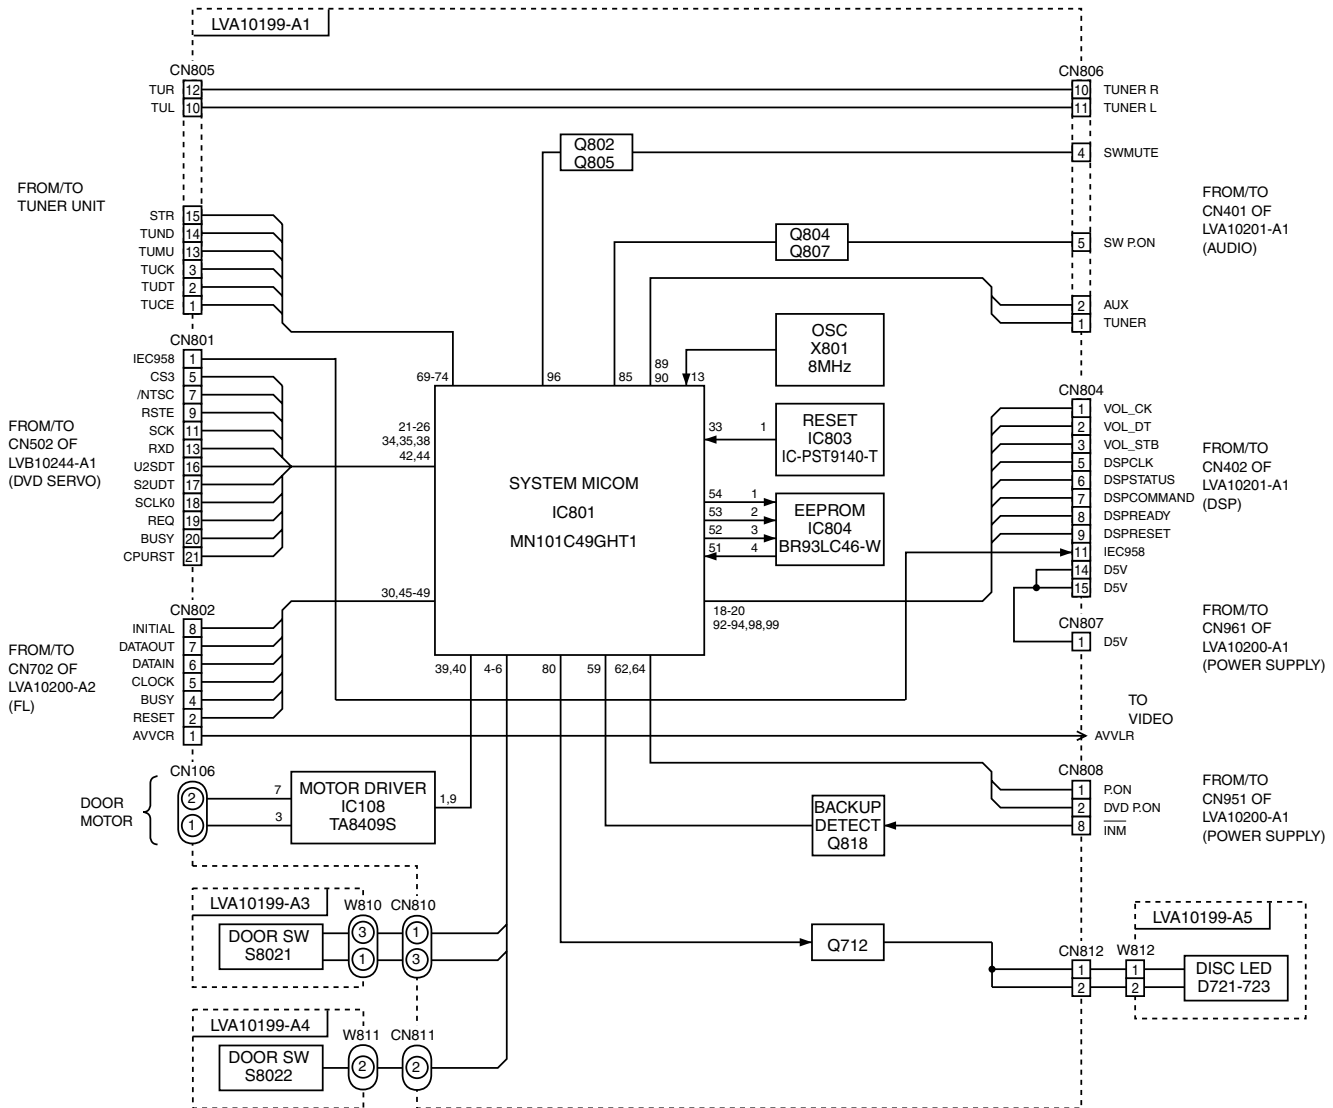 LVA10199-A1
CN805
TUR 12
TUL 10
CN806
10 TUNER R
11 TUNER L
Q802
Q805
4 SWMUTE
FROM/TO
TUNER UNIT
STR 15
TUND 14
TUMU 13
TUCK 3
TUDT 2
TUCE 1
FROM/TO
CN401 OF
LVA10201-A1
(AUDIO)
Q804
Q807
5 SW P.ON
2 AUX
1 TUNER
OSC
X801
8MHz
CN801
IEC958 1
CS3 5
/NTSC 7
RSTE 9
SCK 11
RXD 13
U2SDT 16
S2UDT 17
SCLK0 18
REQ 19
BUSY 20
CPURST 21
FROM/TO
CN502 OF
LVB10244-A1
(DVD SERVO)
69-74
96
85
89
90
13
21-26
34,35,38
42,44
33 1
RESET
IC803
IC-PST9140-T
SYSTEM MICOM
IC801
MN101C49GHT1
54 1
53 2
52 3
51 4
EEPROM
IC804
BR93LC46-W
CN804
1 VOL_CK
2 VOL_DT
3 VOL_STB
5 DSPCLK
6 DSPSTATUS
7 DSPCOMMAND
8 DSPREADY
9 DSPRESET
11 IEC958
14 D5V
15 D5V
FROM/TO
CN402 OF
LVA10201-A1
(DSP)
30,45-49
18-20
92-94,98,99
CN807
1 D5V
FROM/TO
CN961 OF
LVA10200-A1
(POWER SUPPLY)
CN802
INITIAL 8
DATAOUT 7
DATAIN 6
CLOCK 5
BUSY 4
RESET 2
AVVCR 1
FROM/TO
CN702 OF
LVA10200-A2
(FL)
39,40
4-6
80
59
62,64
TO
VIDEO
AVVLR
CN106
2
1
DOOR
MOTOR
7
3
MOTOR DRIVER
IC108
TA8409S
1,9
BACKUP
DETECT
Q818
CN808
1 P.ON
2 DVD P.ON
8 INM
FROM/TO
CN951 OF
LVA10200-A1
(POWER SUPPLY)
LVA10199-A3
W810
CN810
DOOR SW
S8021
3 1
1 3
Q712
CN812
W812
1 1
2 2
LVA10199-A5
DISC LED
D721-723
LVA10199-A4
W811
CN811
DOOR SW
S8022
2 2